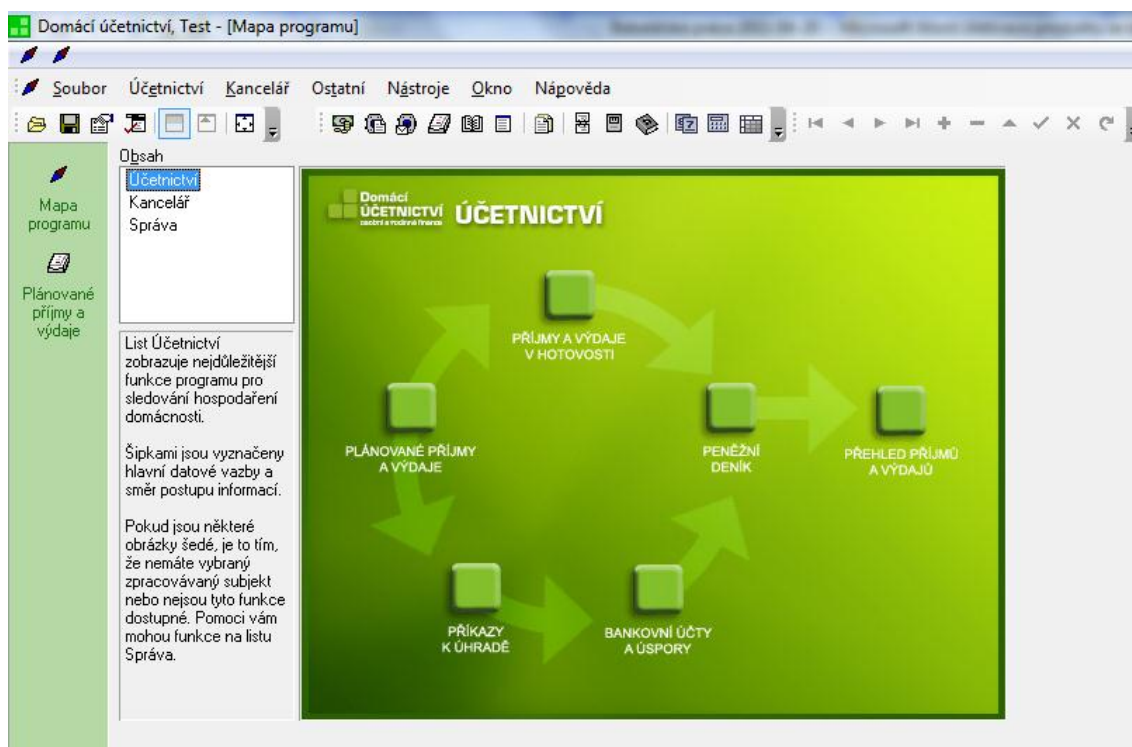 Domácí účetnictví, Test - [Mapa programu]
Soubor Účetnictví Kancelář Ostatní Nástroje Okno Nápověda
Mapa
programu
Plánované
příjmy a
výdaje
Obsah
Účetnictví
Kancelář
Správa
List Účetnictví
zobrazuje nejdůležitější
funkce programu pro
sledování hospodaření
domácnosti.
Šipkami jsou vyznačeny
hlavní datové vazby a
směr postupu informací.
Pokud jsou některé
obrázky šedé, je to tím,
že nemáte vybraný
zpracovávaný subjekt
nebo nejsou tyto funkce
dostupné. Pomoci vám
mohou funkce na listu
Správa.
Domácí
ÚČETNICTVÍ
osobní a rodinné finance
ÚČETNICTVÍ
PŘÍJMY A VÝDAJE
V HOTOVOSTI
PLÁNOVANÉ PŘÍJMY
A VÝDAJE
PENĚŽNÍ
DENÍK
PŘEHLED PŘÍJMŮ
A VÝDAJŮ
PŘÍKAZY
K ÚHRADĚ
BANKOVNÍ ÚČTY
A ÚSPORY